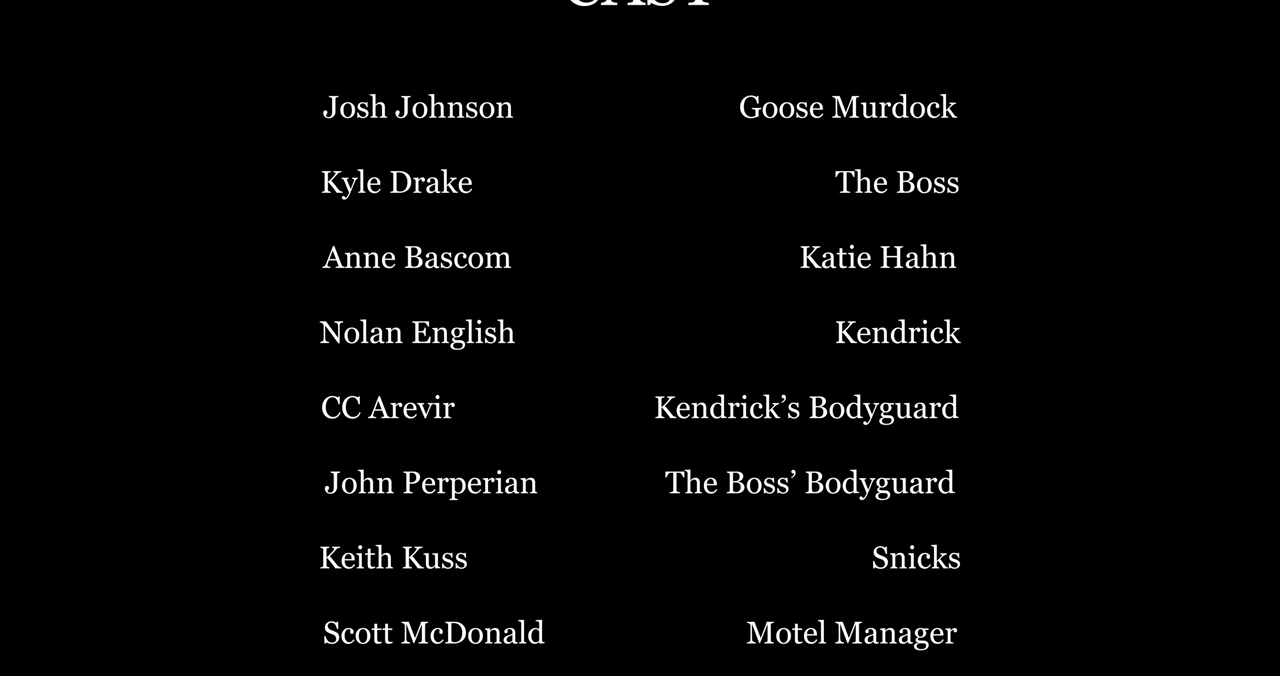 CAST
Josh Johnson Goose Murdock
Kyle Drake The Boss
Anne Bascom Katie Hahn
Nolan English Kendrick
CC Arevir Kendrick’s Bodyguard
John Perperian The Boss’ Bodyguard
Keith Kuss Snicks
Scott McDonald Motel Manager